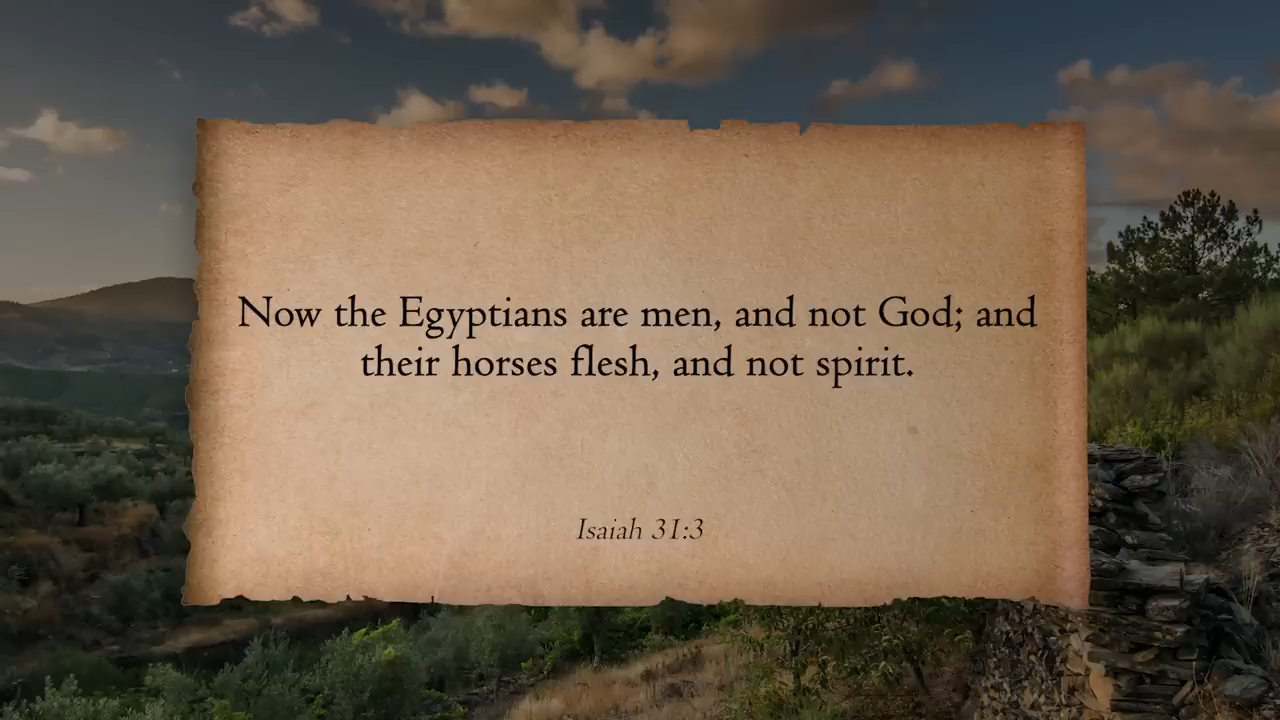 Now the Egyptians are men, and not God; and
their horses flesh, and not spirit.
Isaiah 31:3